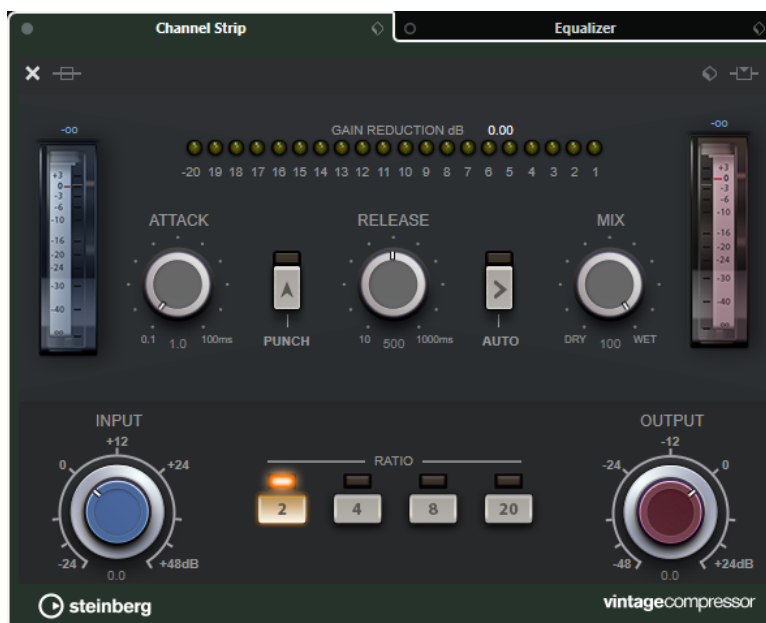 Channel Strip Equalizer
-oo GAIN REDUCTION dB 0.00 -oo
-20 19 18 17 16 15 14 13 12 11 10 9 8 7 6 5 4 3 2 1
+3
0
-3
-6
-10
-16
-20
-24
-30
-40
oo
+3
0
-3
-6
-10
-16
-20
-24
-30
-40
oo
ATTACK RELEASE MIX
0.1 1.0 100ms PUNCH 10 500 1000ms AUTO DRY 100 WET
INPUT
+12
0 +24
-24 +48dB
0.0
RATIO
2 4 8 20
OUTPUT
-12
-24 0
-48 +24dB
0.0
steinberg vintagecompressor